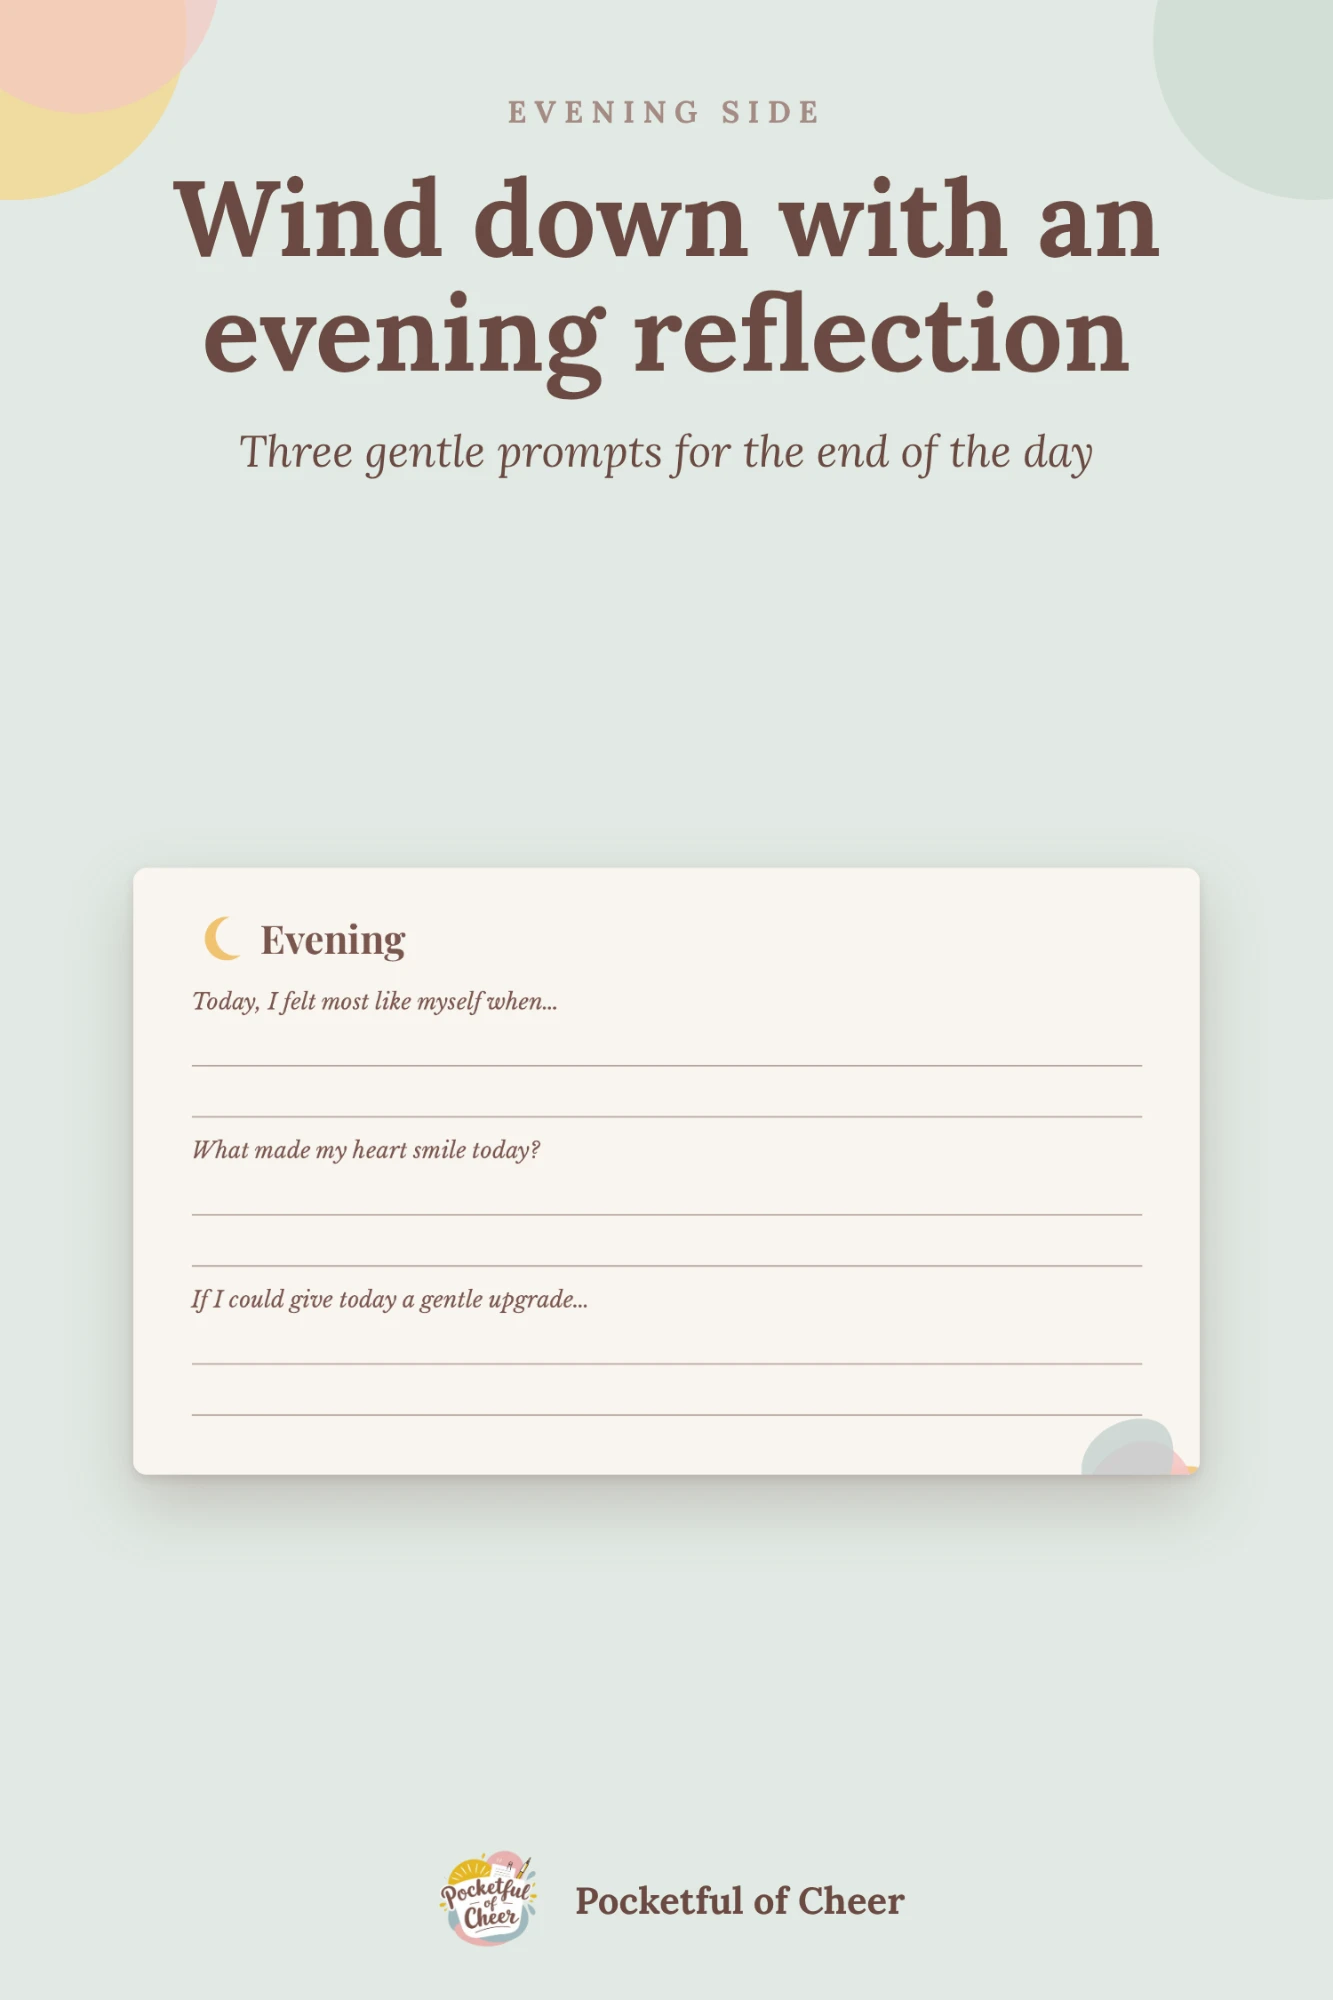 EVENING SIDE
Wind down with an
evening reflection
Three gentle prompts for the end of the day
Evening
Today, I felt most like myself when...
What made my heart smile today?
If I could give today a gentle upgrade...
Pocketful
of
Cheer
Pocketful of Cheer